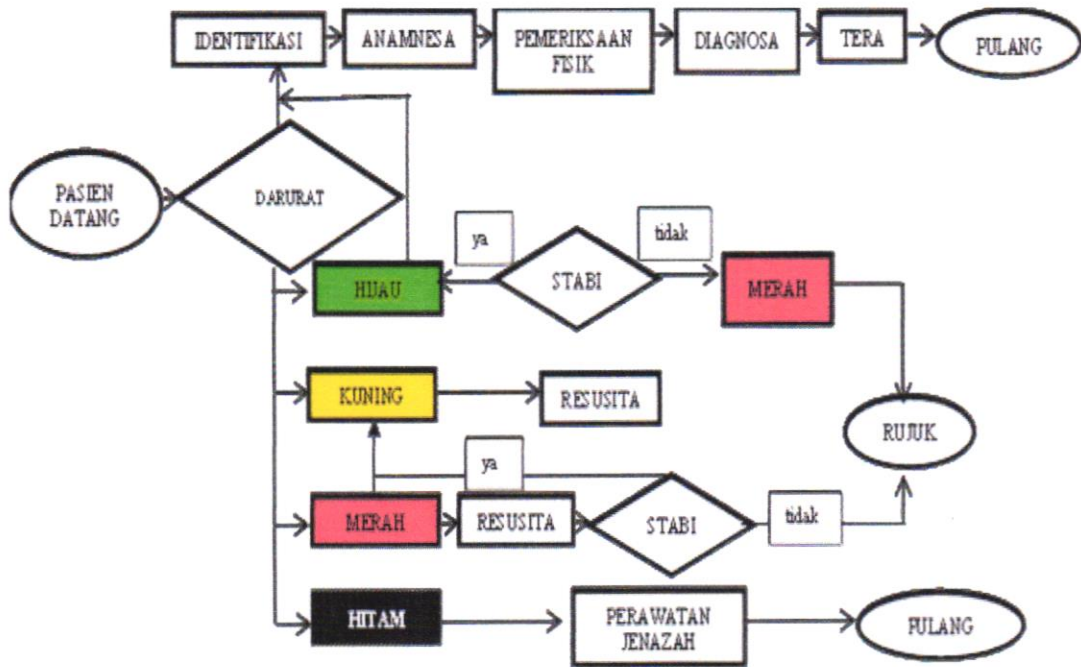 IDENTIFIKASI
ANAMNESA
PEMERIKSAAN
FISIK
DIAGNOSA
TERA
PULANG
PASIEN
DATANG
DARURAT
ya
tidak
HIJAU
STABI
MERAH
KUNING
RESUSITA
RUJUK
ya
MERAH
RESUSITA
STABI
tidak
HITAM
PERAWATAN
JENAZAH
PULANG